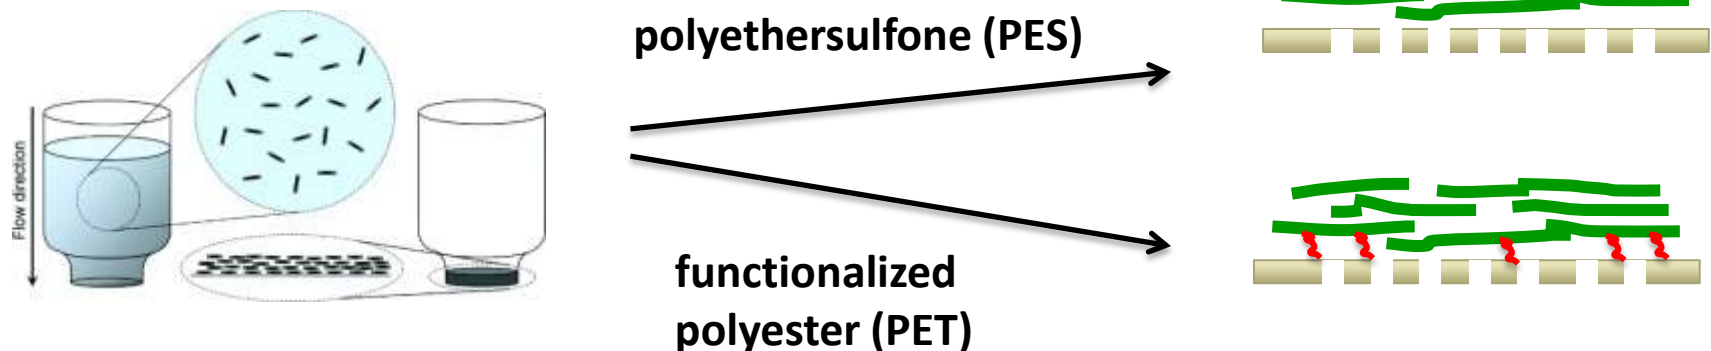 Flow direction
polyethersulfone (PES)
functionalized
polyester (PET)